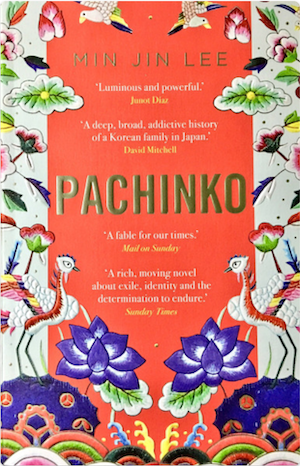 MIN JIN LEE
‘Luminous and powerful.’
Junot Díaz
‘A deep, broad, addictive history
of a Korean family in Japan.’
David Mitchell
PACHINKO
‘A fable for our times.’
Mail on Sunday
‘A rich, moving novel
about exile, identity and the
determination to endure.’
Sunday Times